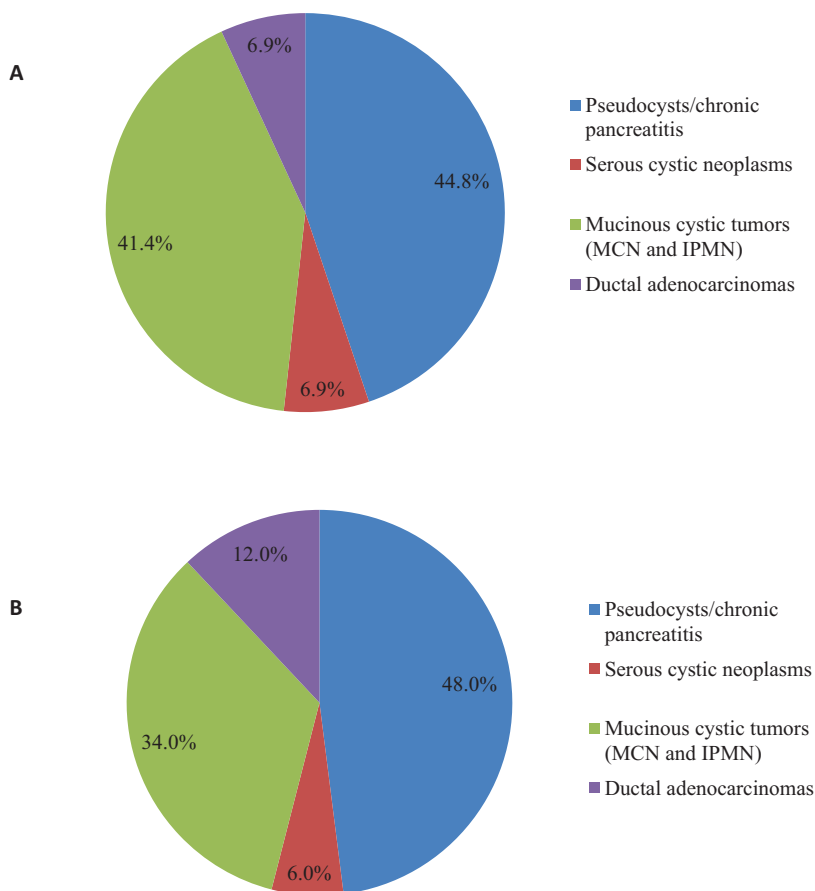 A
6.9%
44.8%
41.4%
6.9%
Pseudocysts/chronic
pancreatitis
Serous cystic neoplasms
Mucinous cystic tumors
(MCN and IPMN)
Ductal adenocarcinomas
B
12.0%
48.0%
34.0%
6.0%
Pseudocysts/chronic
pancreatitis
Serous cystic neoplasms
Mucinous cystic tumors
(MCN and IPMN)
Ductal adenocarcinomas